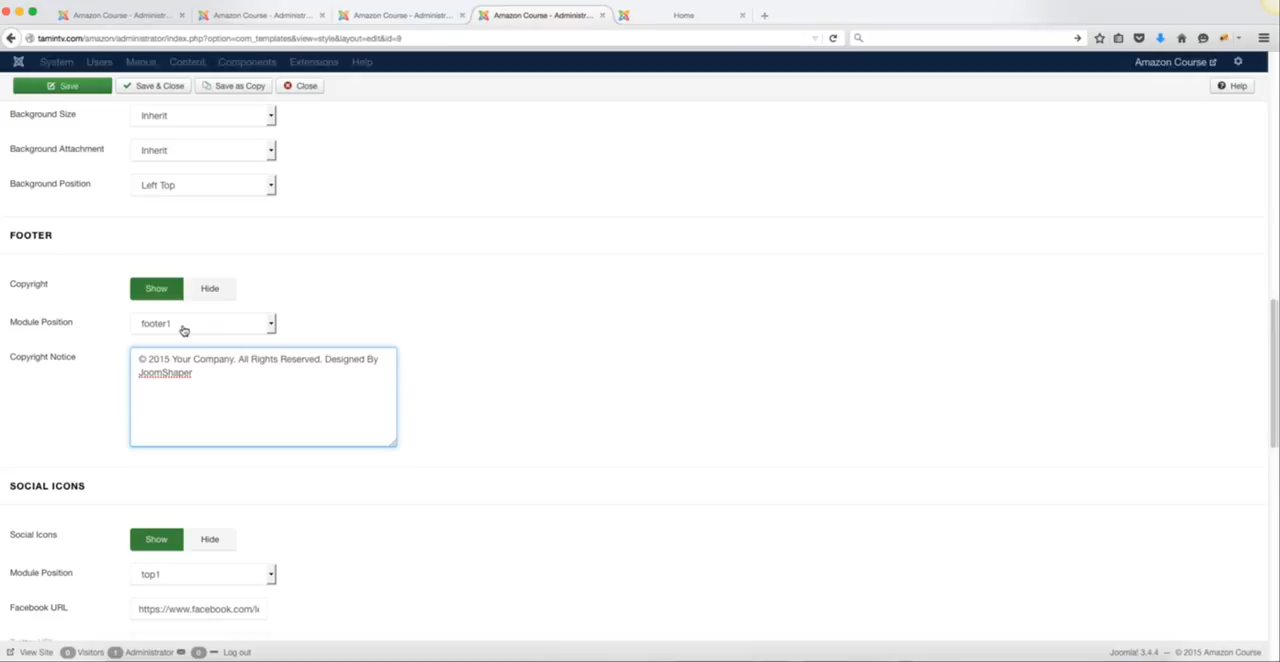 Amazon Course - Administr... × Amazon Course - Administr... × Amazon Course - Administr... × Amazon Course - Administr... × Home × +
tamintv.com/amazon/administrator/index.php?option=com_templates&view=style&layout=edit&id=9
System Users Menus Content Components Extensions Help Amazon Course
Save Save & Close Save as Copy Close Help
Background Size Inherit
Background Attachment Inherit
Background Position Left Top
FOOTER
Copyright Show Hide
Module Position footer1
Copyright Notice © 2015 Your Company. All Rights Reserved. Designed By
JoomShaper
SOCIAL ICONS
Social Icons Show Hide
Module Position top1
Facebook URL https://www.facebook.com/
View Site 0 Visitors 1 Administrator 0 Log out Joomla! 3.4.4 — © 2015 Amazon Course